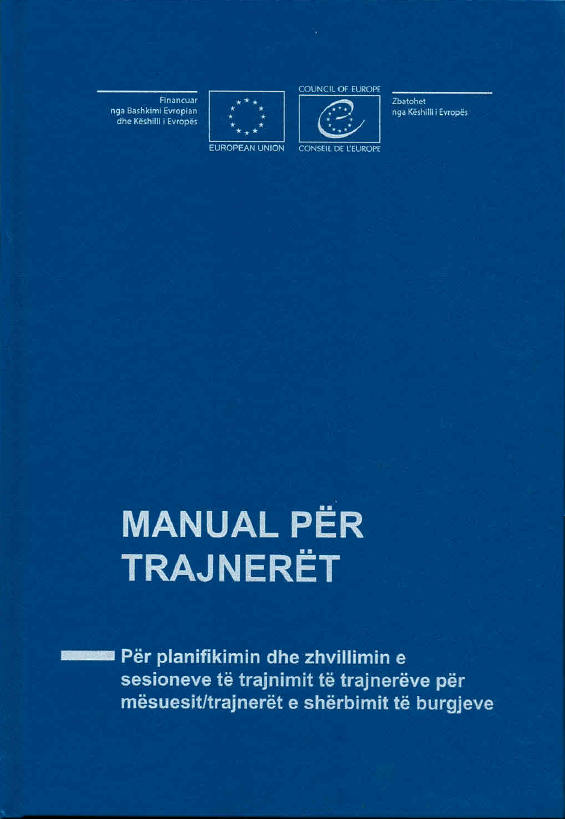 Financuar
nga Bashkimi Evropian
dhe Këshilli i Evropës
EUROPEAN UNION
COUNCIL OF EUROPE
CONSEIL DE L'EUROPE
Zbatohet
nga Këshilli i Evropës
MANUAL PËR
TRAJNERËT
Për planifikimin dhe zhvillimin e
sesioneve të trajnimit të trajnerëve për
mësuesit/trajnerët e shërbimit të burgjeve